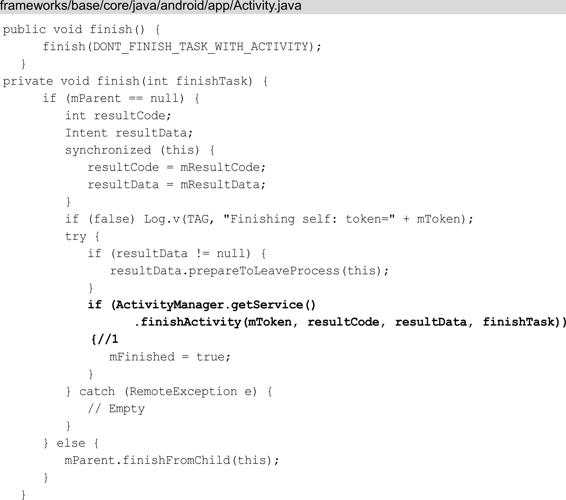 frameworks/base/core/java/android/app/Activity.java
public void finish() {
finish(DONT_FINISH_TASK_WITH_ACTIVITY);
}
private void finish(int finishTask) {
if (mParent == null) {
int resultCode;
Intent resultData;
synchronized (this) {
resultCode = mResultCode;
resultData = mResultData;
}
if (false) Log.v(TAG, "Finishing self: token=" + mToken);
try {
if (resultData != null) {
resultData.prepareToLeaveProcess(this);
}
if (ActivityManager.getService()
.finishActivity(mToken, resultCode, resultData, finishTask))
{//1
mFinished = true;
}
} catch (RemoteException e) {
// Empty
}
} else {
mParent.finishFromChild(this);
}
}